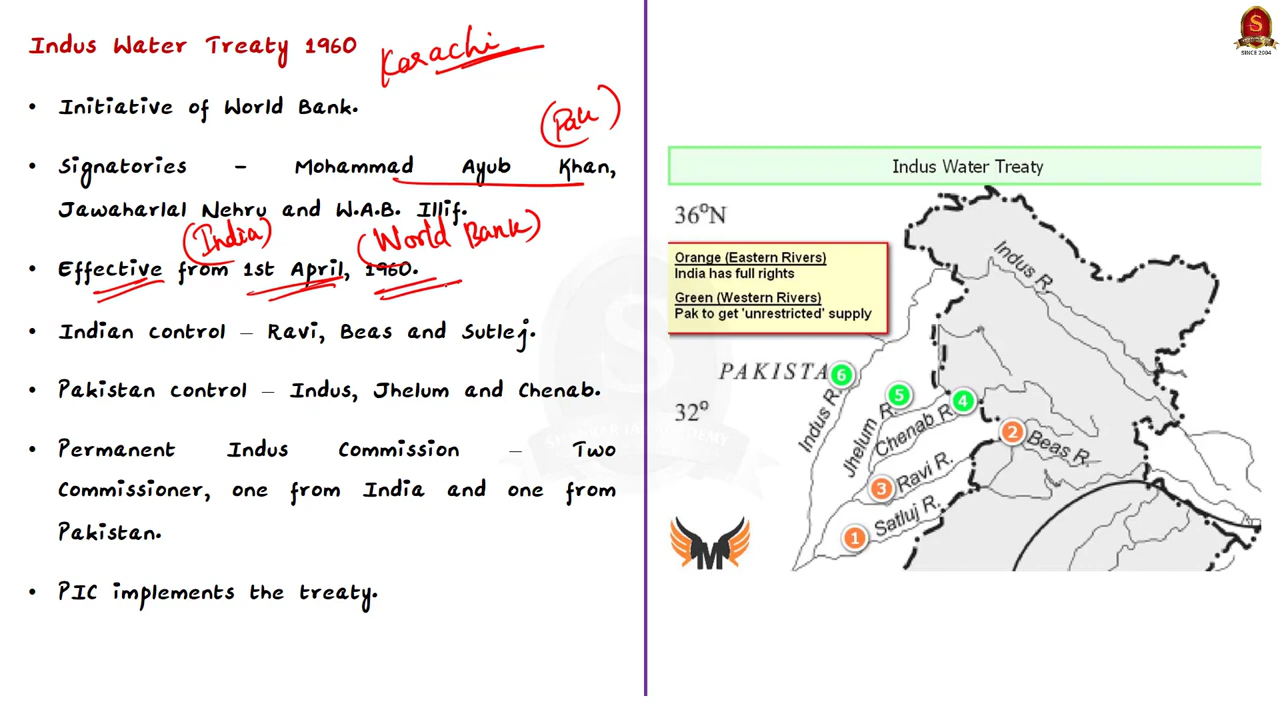 Indus Water Treaty 1960
Karachi
• Initiative of World Bank.
(Pak)
• Signatories – Mohammad Ayub Khan,
Jawaharlal Nehru and W.A.B. Illif.
(India) (World Bank)
• Effective from 1st April, 1960.
• Indian control – Ravi, Beas and Sutlej.
• Pakistan control – Indus, Jhelum and Chenab.
• Permanent Indus Commission – Two
Commissioner, one from India and one from
Pakistan.
• PIC implements the treaty.
S
SINCE 2004
Indus Water Treaty
36°N
Orange (Eastern Rivers)
India has full rights
Green (Western Rivers)
Pak to get 'unrestricted' supply
Indus R.
PAKISTA
6
32°
Indus R.
5
Jhelum R.
4
Chenab R.
2
Beas R.
3
Ravi R.
1
Satluj R.
M